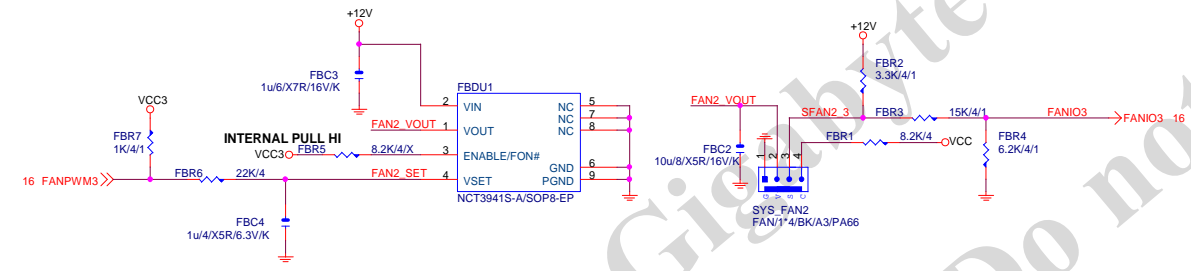 +12V
FBC3
1u/6/X7R/16V/K
VCC3
FBR7
1K/4/1
INTERNAL PULL HI
VCC3
FBR5
8.2K/4/X
16 FANPWM3
FBR6
22K/4
FAN2_SET
FAN2_VOUT
FBC4
1u/4/X5R/6.3V/K
FBDU1
2
VIN
NC
5
NC
7
1
VOUT
NC
8
3
ENABLE/FON#
GND
6
4
VSET
PGND
9
NCT3941S-A/SOP8-EP
+12V
FBR2
3.3K/4/1
FAN2_VOUT
SFAN2_3
FBR3
15K/4/1
FANIO3
FANIO3 16
FBR1
8.2K/4
VCC
FBR4
6.2K/4/1
FBC2
10u/8/X5R/16V/K
1
2
3
4
G
V
S
C
SYS_FAN2
FAN/1*4/BK/A3/PA66
Gigabyte
Do not